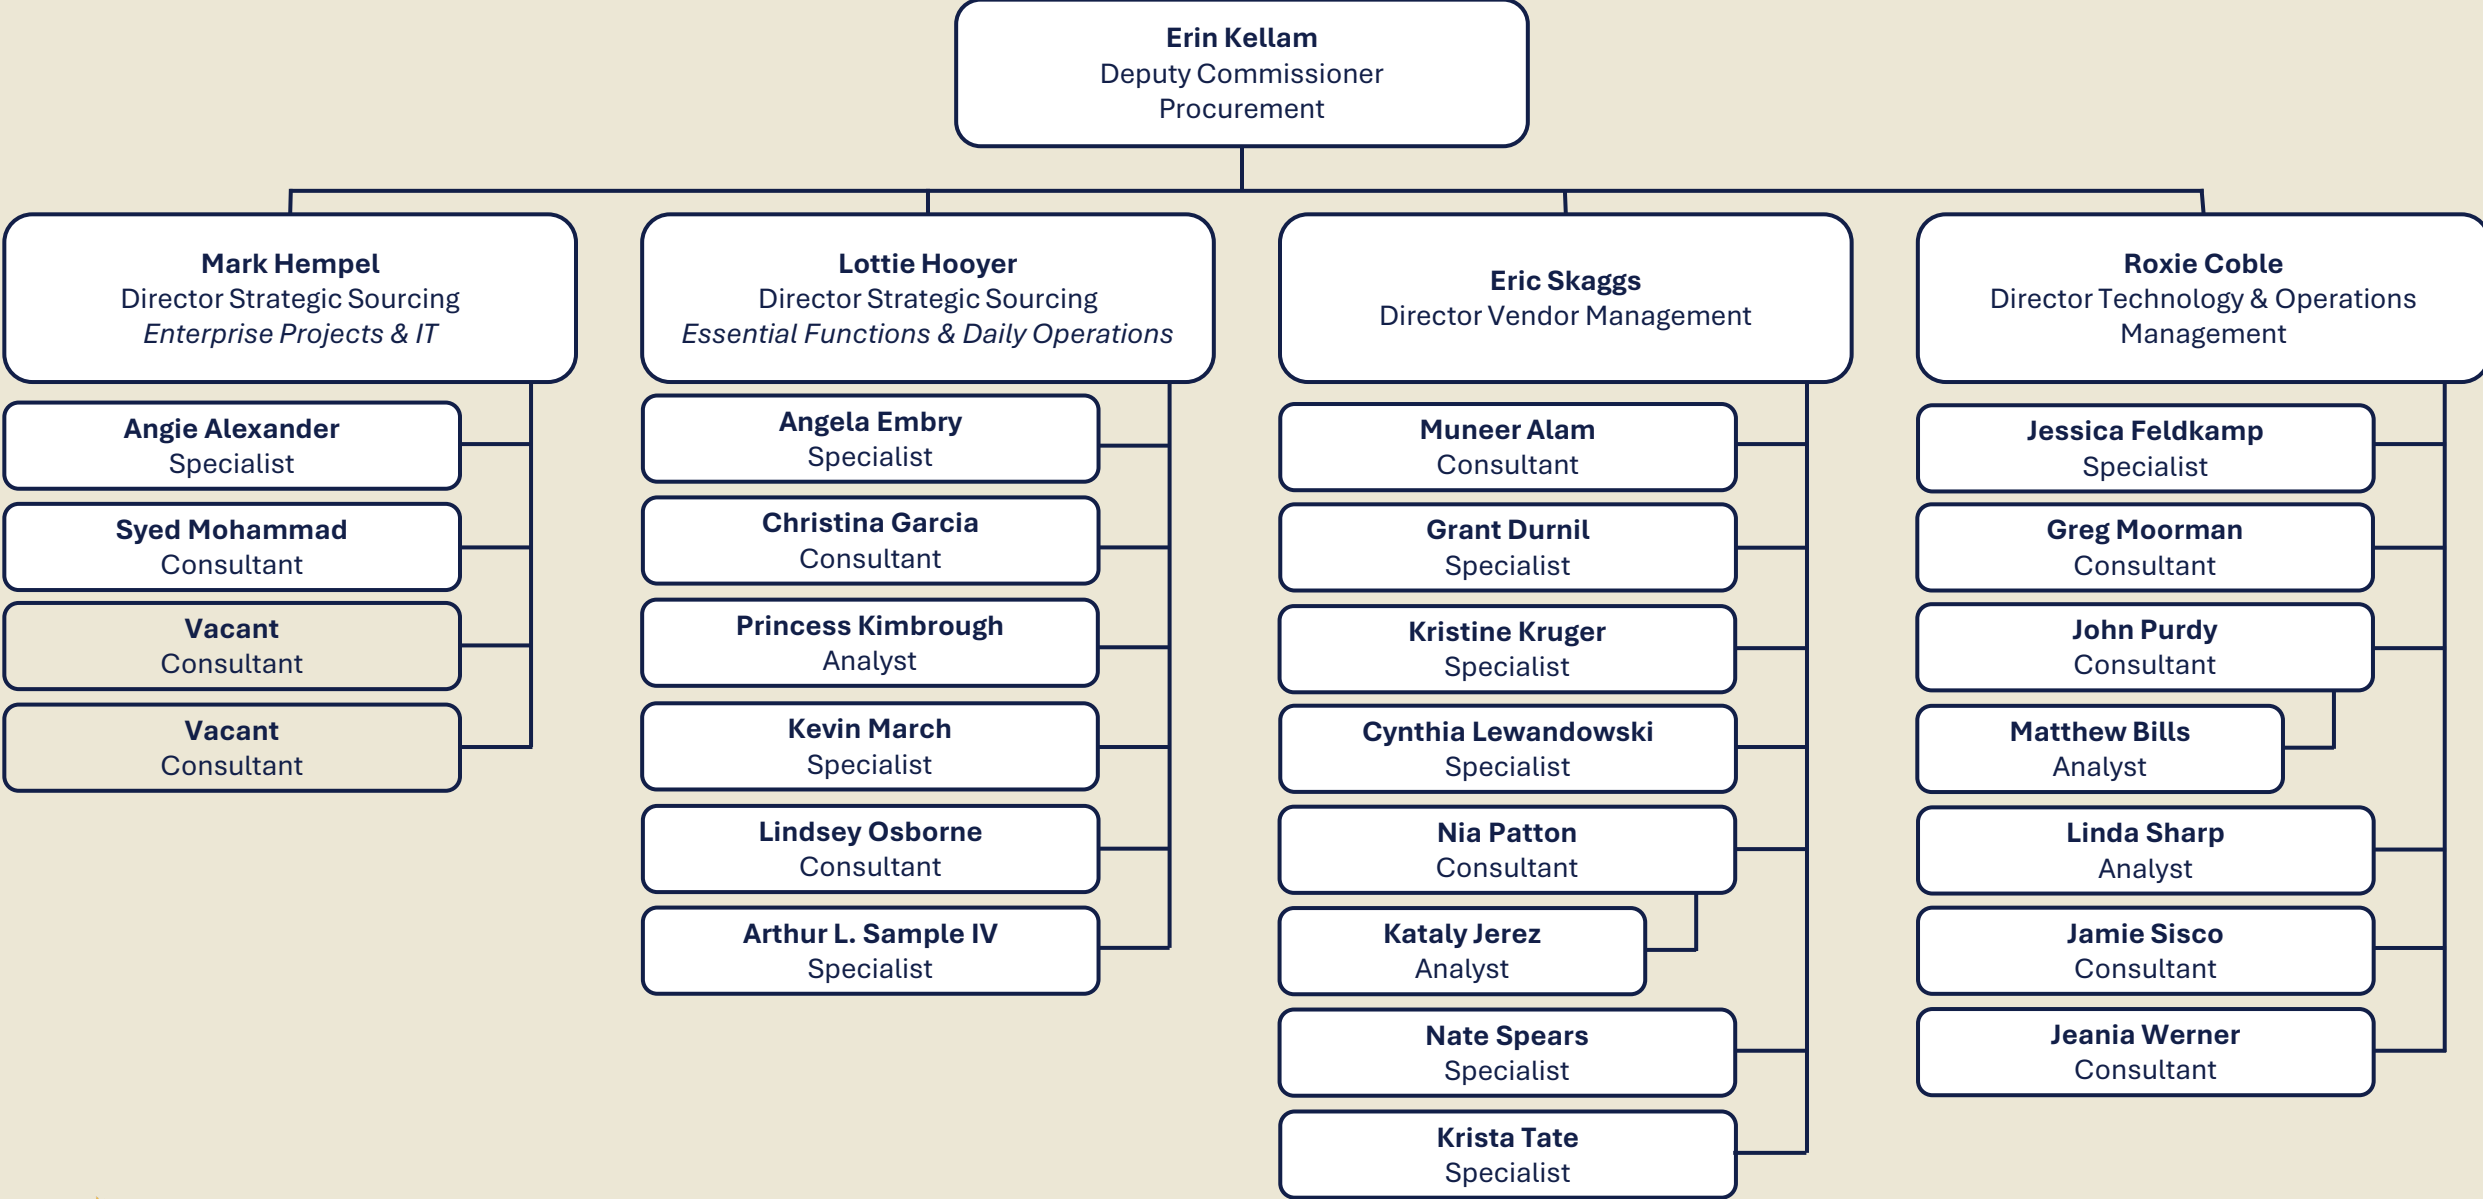 Erin Kellam
Deputy Commissioner
Procurement
Mark Hempel
Director Strategic Sourcing
Enterprise Projects & IT
Angie Alexander
Specialist
Syed Mohammad
Consultant
Vacant
Consultant
Vacant
Consultant
Lottie Hooyer
Director Strategic Sourcing
Essential Functions & Daily Operations
Angela Embry
Specialist
Christina Garcia
Consultant
Princess Kimbrough
Analyst
Kevin March
Specialist
Lindsey Osborne
Consultant
Arthur L. Sample IV
Specialist
Eric Skaggs
Director Vendor Management
Muneer Alam
Consultant
Grant Durnil
Specialist
Kristine Kruger
Specialist
Cynthia Lewandowski
Specialist
Nia Patton
Consultant
Kataly Jerez
Analyst
Nate Spears
Specialist
Krista Tate
Specialist
Roxie Coble
Director Technology & Operations
Management
Jessica Feldkamp
Specialist
Greg Moorman
Consultant
John Purdy
Consultant
Matthew Bills
Analyst
Linda Sharp
Analyst
Jamie Sisco
Consultant
Jeania Werner
Consultant